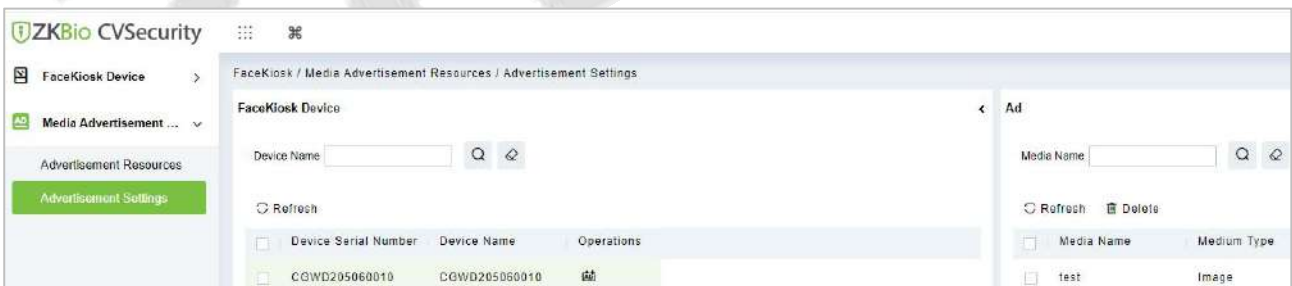 ZKBio CVSecurity
FaceKiosk Device
Media Advertisement ...
Advertisement Resources
Advertisement Settings
FaceKiosk / Media Advertisement Resources / Advertisement Settings
FaceKiosk Device
Device Name
Refresh
Device Serial Number Device Name Operations
CGWD205060010 CGWD205060010
Ad
Media Name
Refresh Delete
Media Name Medium Type
test Image